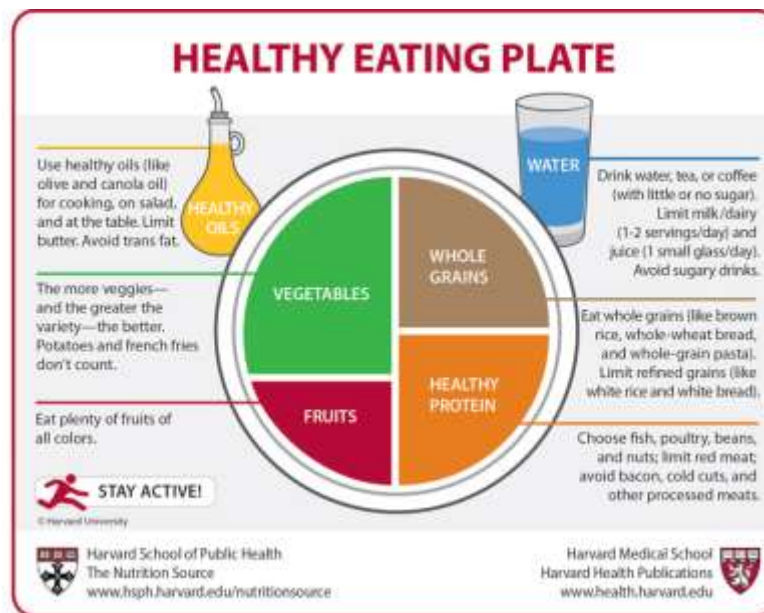 HEALTHY EATING PLATE
Use healthy oils (like
olive and canola oil)
for cooking, on salad,
and at the table. Limit
butter. Avoid trans fat.
HEALTHY
OILS
The more veggies—
and the greater the
variety—the better.
Potatoes and french fries
don't count.
Eat plenty of fruits of
all colors.
VEGETABLES
FRUITS
WHOLE
GRAINS
HEALTHY
PROTEIN
WATER
Drink water, tea, or coffee
(with little or no sugar).
Limit milk/dairy
(1-2 servings/day) and
juice (1 small glass/day).
Avoid sugary drinks.
Eat whole grains (like brown
rice, whole-wheat bread,
and whole-grain pasta).
Limit refined grains (like
white rice and white bread).
Choose fish, poultry, beans,
and nuts; limit red meat;
avoid bacon, cold cuts, and
other processed meats.
STAY ACTIVE!
© Harvard University
Harvard School of Public Health
The Nutrition Source
www.hsph.harvard.edu/nutritionsource
Harvard Medical School
Harvard Health Publications
www.health.harvard.edu